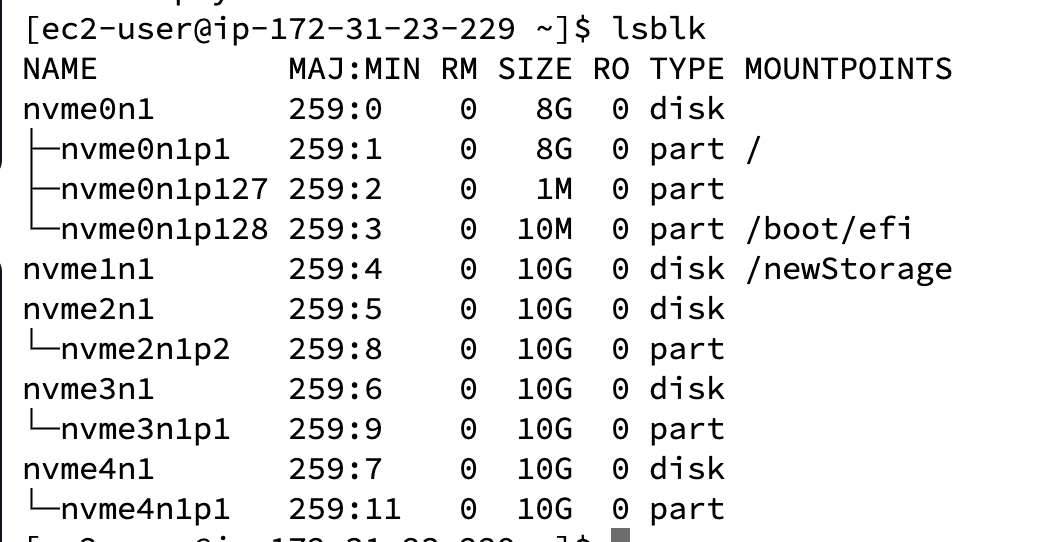 [ec2-user@ip-172-31-23-229 ~]$ lsblk
NAME          MAJ:MIN RM SIZE RO TYPE MOUNTPOINTS
nvme0n1       259:0    0   8G  0 disk
├─nvme0n1p1   259:1    0   8G  0 part /
├─nvme0n1p127 259:2    0   1M  0 part
└─nvme0n1p128 259:3    0  10M  0 part /boot/efi
nvme1n1       259:4    0  10G  0 disk /newStorage
nvme2n1       259:5    0  10G  0 disk
└─nvme2n1p2   259:8    0  10G  0 part
nvme3n1       259:6    0  10G  0 disk
└─nvme3n1p1   259:9    0  10G  0 part
nvme4n1       259:7    0  10G  0 disk
└─nvme4n1p1   259:11   0  10G  0 part